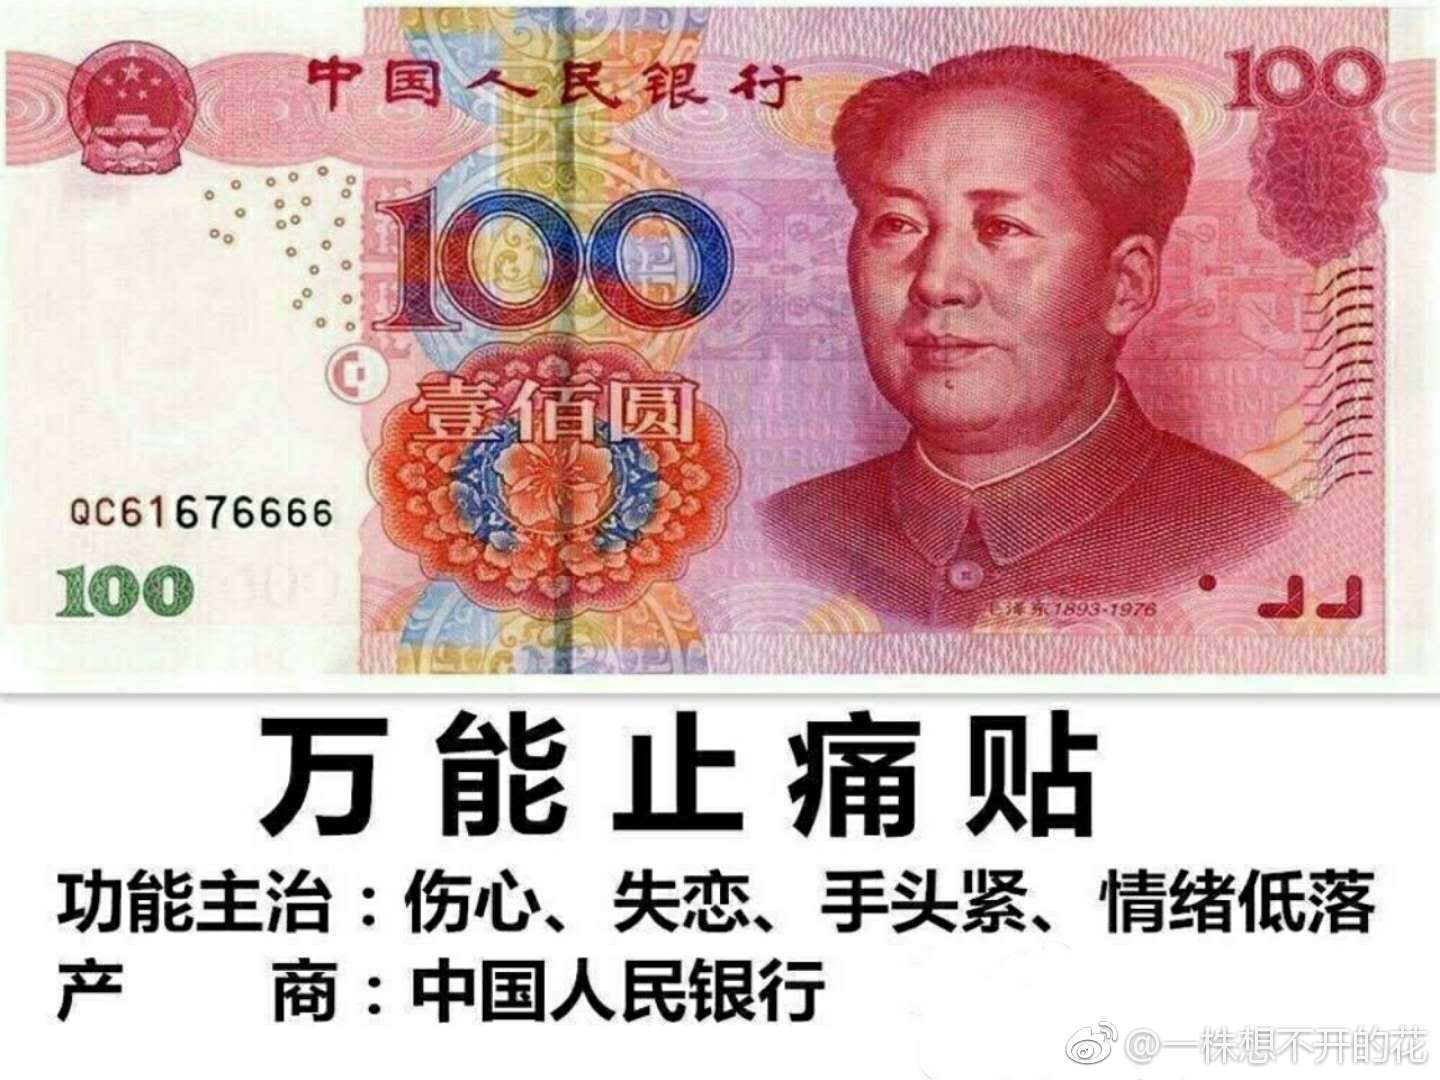 中国人民银行
100
100
壹佰圆
QC61676666
100
毛泽东1893-1976
万能止痛贴
功能主治：伤心、失恋、手头紧、情绪低落
产 商：中国人民银行
@一株想不开的花